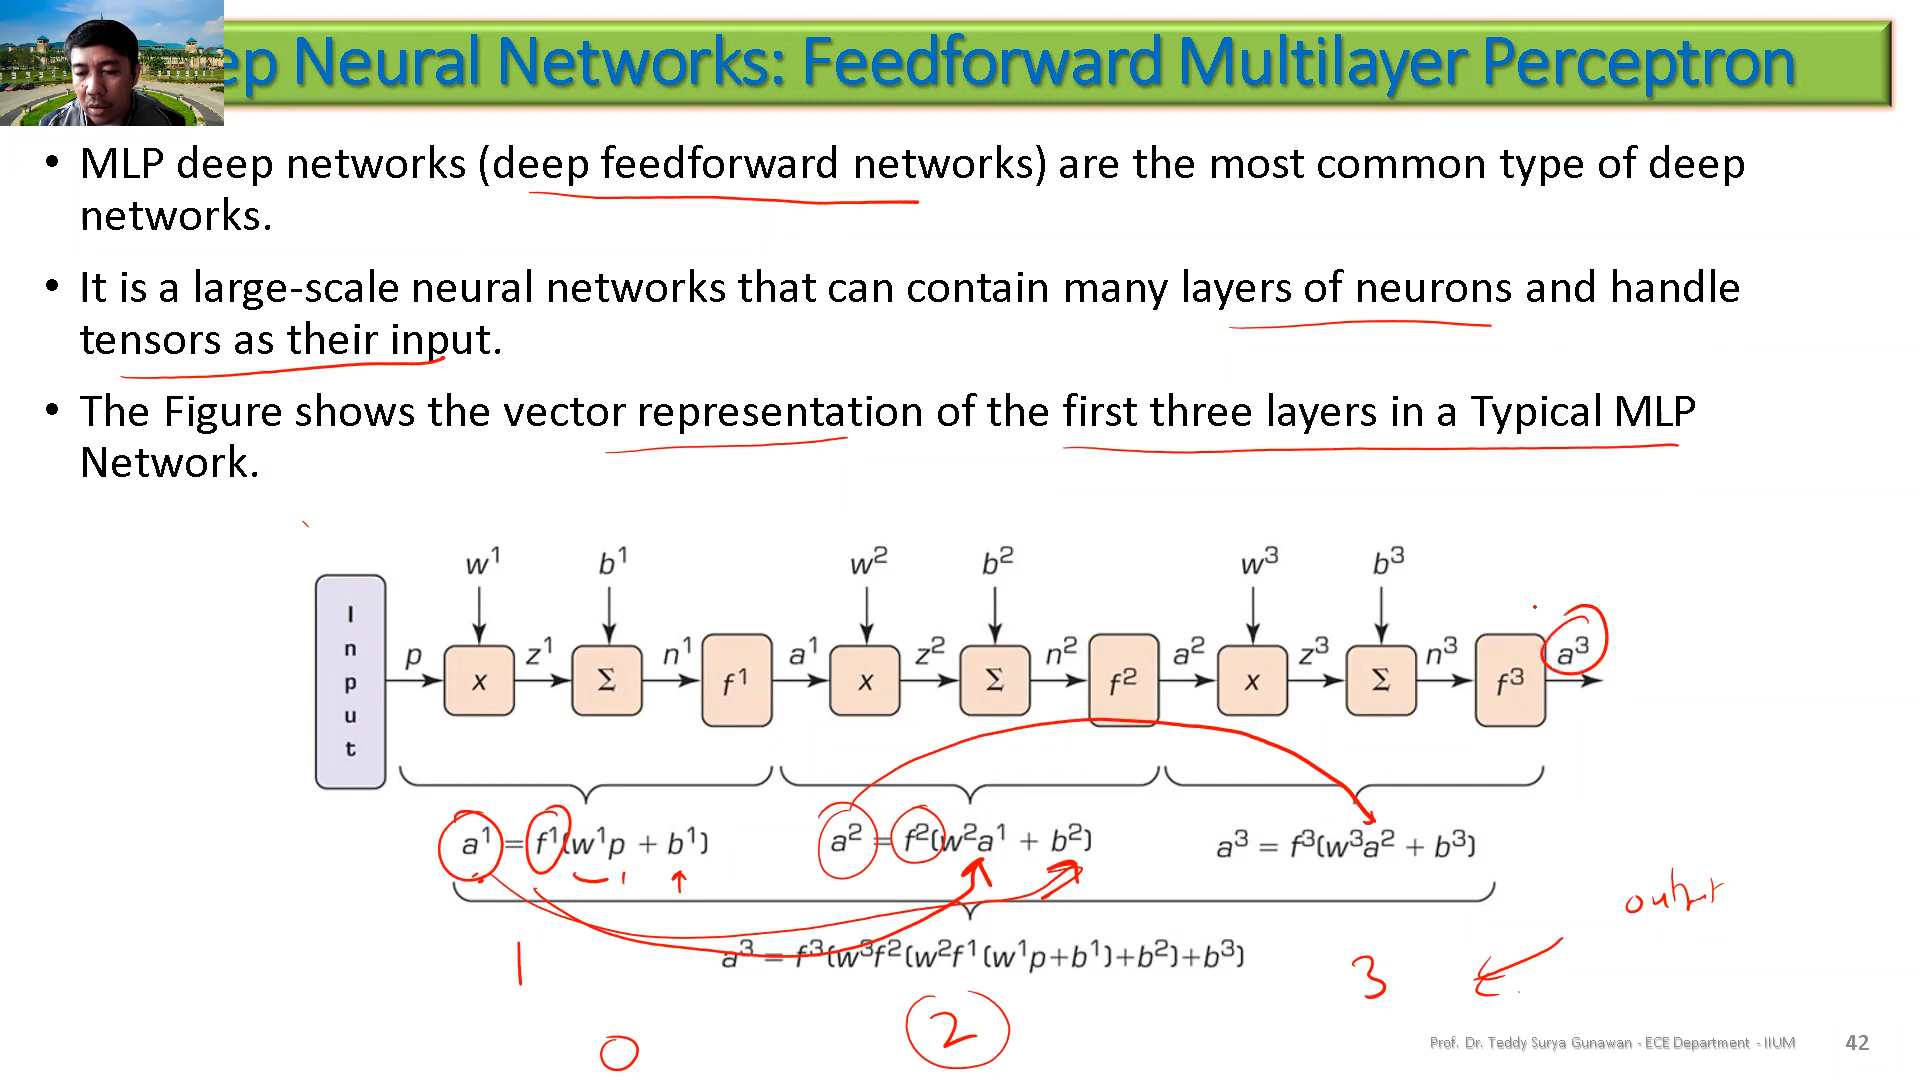 ep Neural Networks: Feedforward Multilayer Perceptron
• MLP deep networks (deep feedforward networks) are the most common type of deep
networks.
• It is a large-scale neural networks that can contain many layers of neurons and handle
tensors as their input.
• The Figure shows the vector representation of the first three layers in a Typical MLP
Network.
w¹ b¹ w² b² w³ b³
Input p x z¹ Σ n¹ f¹ a¹ x z² Σ n² f² a² x z³ Σ n³ f³ a³
a¹ = f¹(w¹p + b¹) a² = f²(w²a¹ + b²) a³ = f³(w³a² + b³)
output
a³ = f³(w³f²(w²f¹(w¹p+b¹)+b²)+b³)
1 3
0 2
Prof. Dr. Teddy Surya Gunawan - ECE Department - IIUM 42